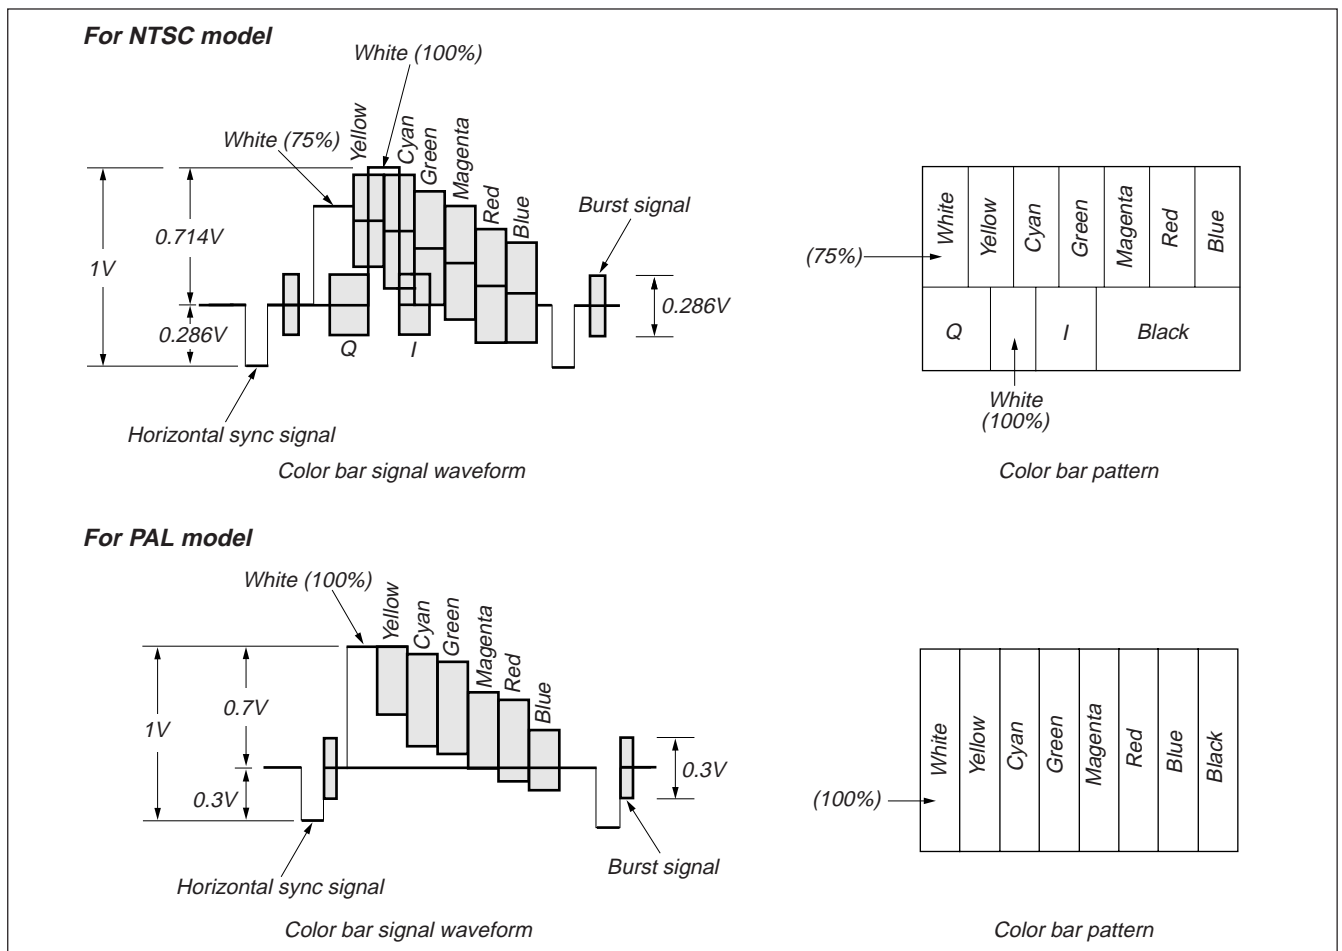 For NTSC model
White (100%)
White (75%)
Yellow
Cyan
Green
Magenta
Red
Blue
Burst signal
0.714V
1V
0.286V
0.286V
Q
I
Horizontal sync signal
Color bar signal waveform
White
Yellow
Cyan
Green
Magenta
Red
Blue
(75%)
Q
I
Black
White
(100%)
Color bar pattern
For PAL model
White (100%)
Yellow
Cyan
Green
Magenta
Red
Blue
0.7V
1V
0.3V
0.3V
Burst signal
Horizontal sync signal
Color bar signal waveform
White
Yellow
Cyan
Green
Magenta
Red
Blue
Black
(100%)
Color bar pattern